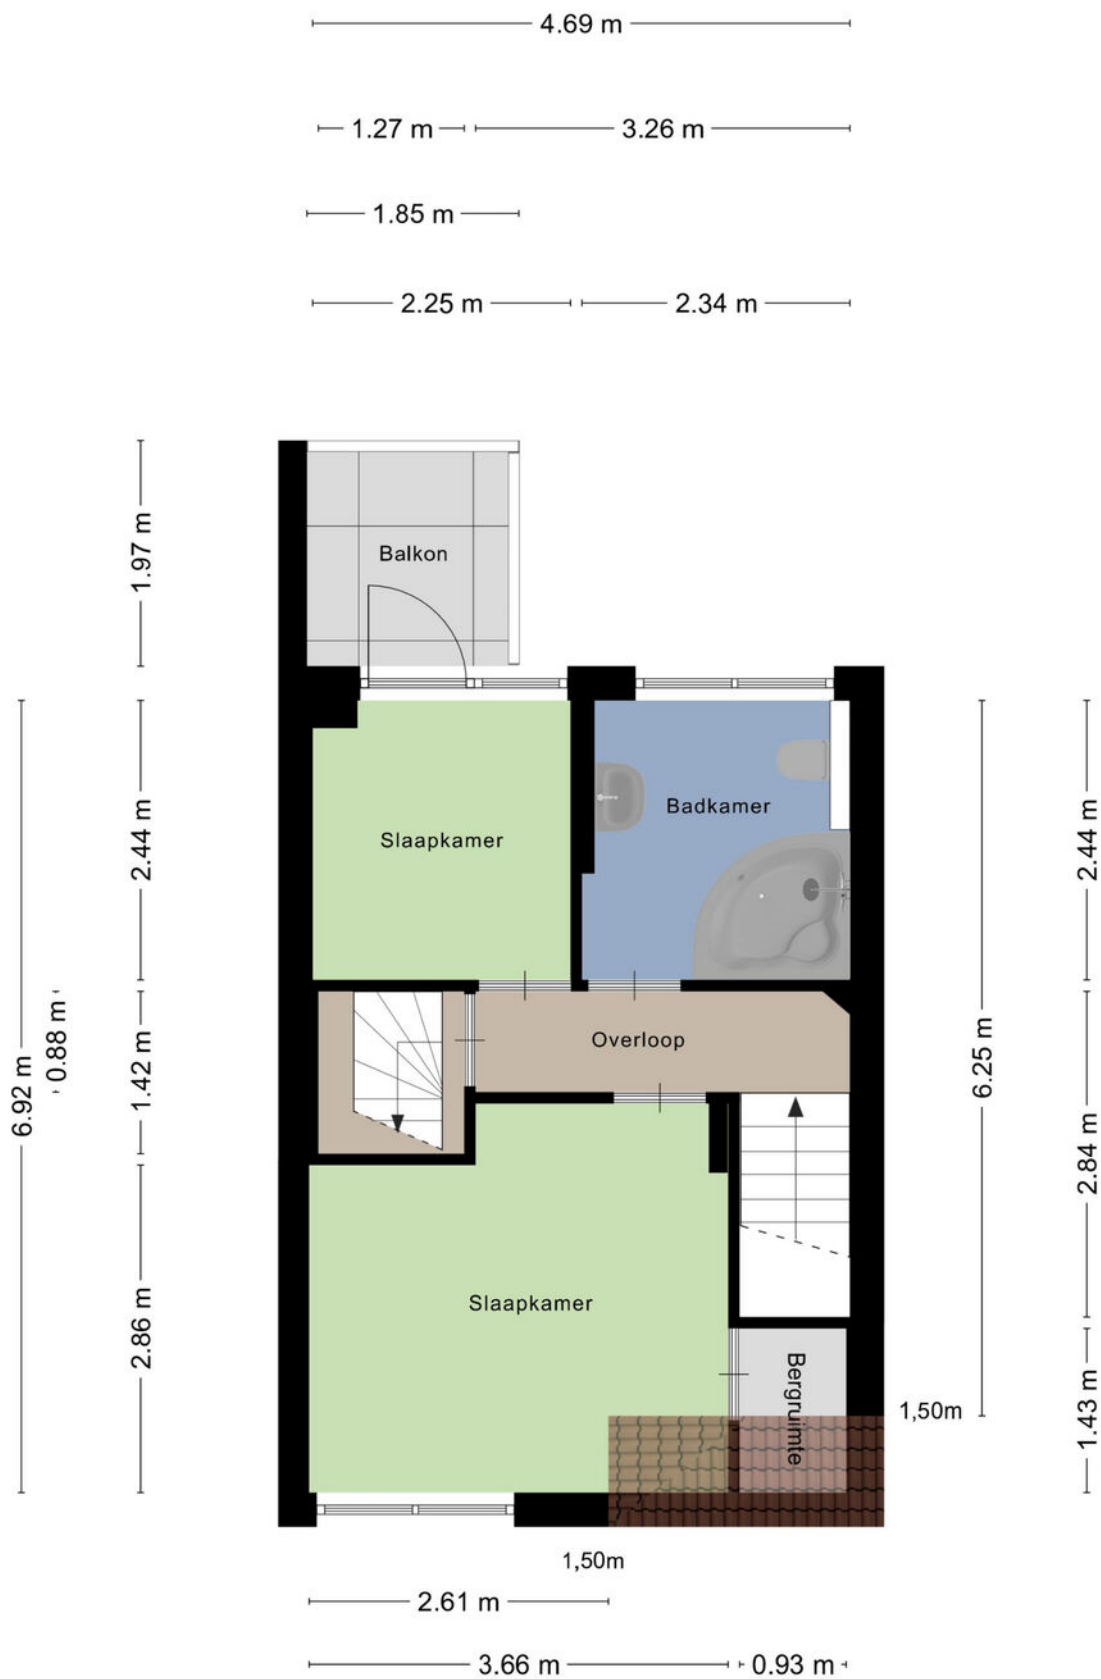 4.69 m
1.27 m
3.26 m
1.85 m
2.25 m
2.34 m
1.97 m
Balkon
2.44 m
Slaapkamer
Badkamer
2.44 m
6.92 m
0.88 m
1.42 m
Overloop
6.25 m
2.84 m
2.86 m
Slaapkamer
Bergruimte
1,50m
1.43 m
1,50m
2.61 m
3.66 m
0.93 m